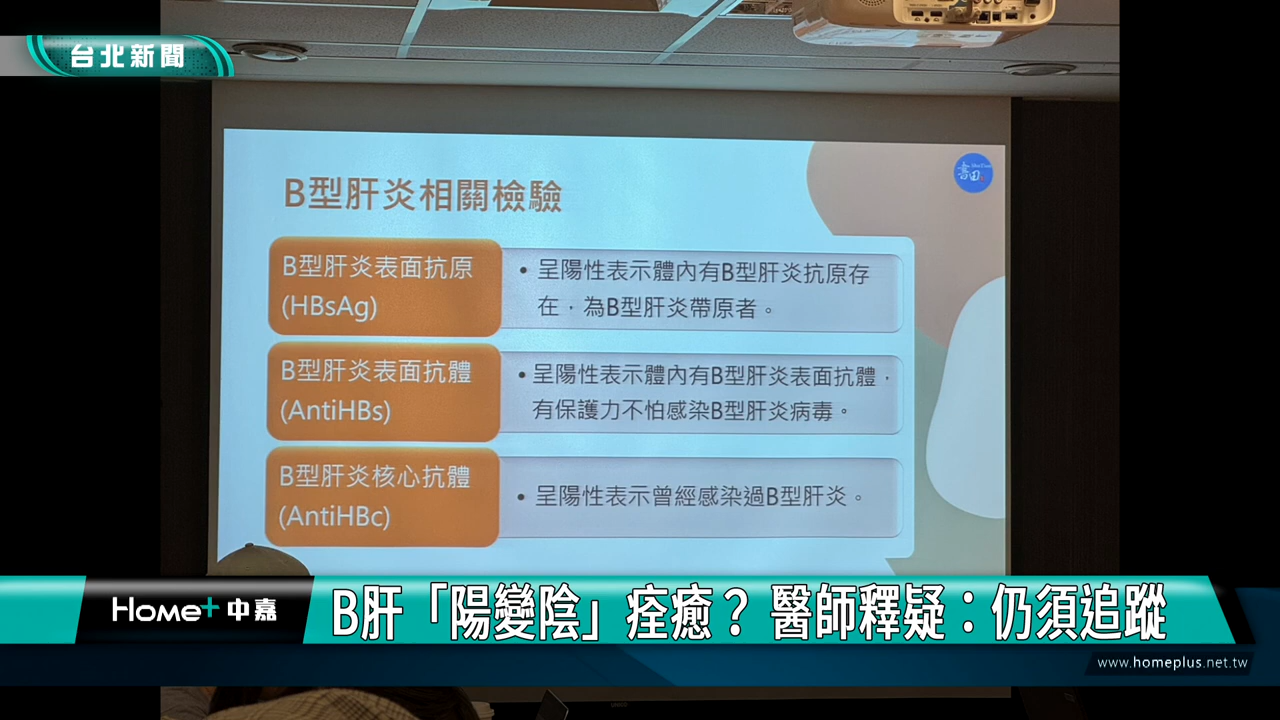 台北新聞
書田
B型肝炎相關檢驗
B型肝炎表面抗原
(HBsAg)
• 呈陽性表示體內有B型肝炎抗原存
在，為B型肝炎帶原者。
B型肝炎表面抗體
(AntiHBs)
• 呈陽性表示體內有B型肝炎表面抗體，
有保護力不怕感染B型肝炎病毒。
B型肝炎核心抗體
(AntiHBc)
• 呈陽性表示曾經感染過B型肝炎。
Home+ 中嘉
B肝「陽變陰」痊癒？ 醫師釋疑：仍須追蹤
www.homeplus.net.tw